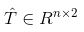 T̂ ∈ R^{n×2}